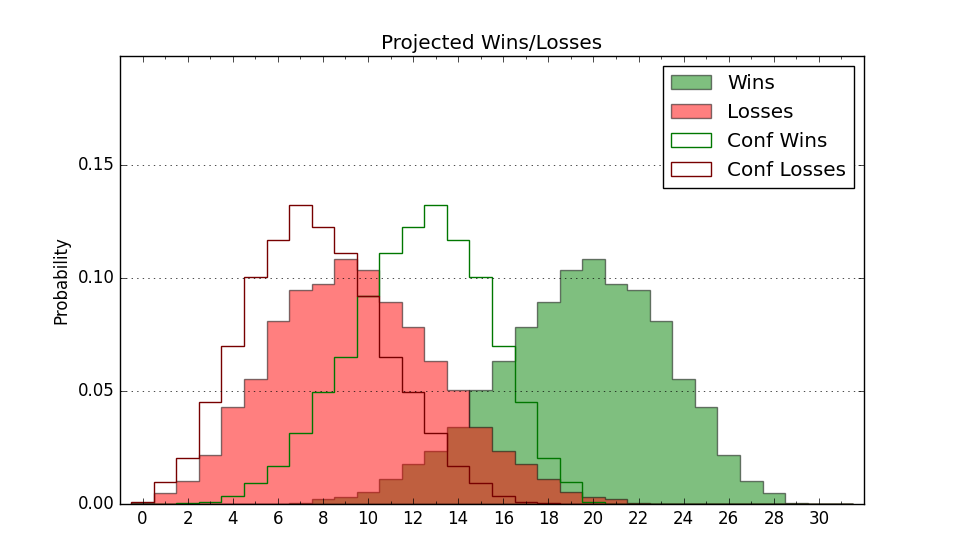 Projected Wins/Losses
Wins
Losses
Conf Wins
Conf Losses
Probability
0.15
0.10
0.05
0.00
0 2 4 6 8 10 12 14 16 18 20 22 24 26 28 30